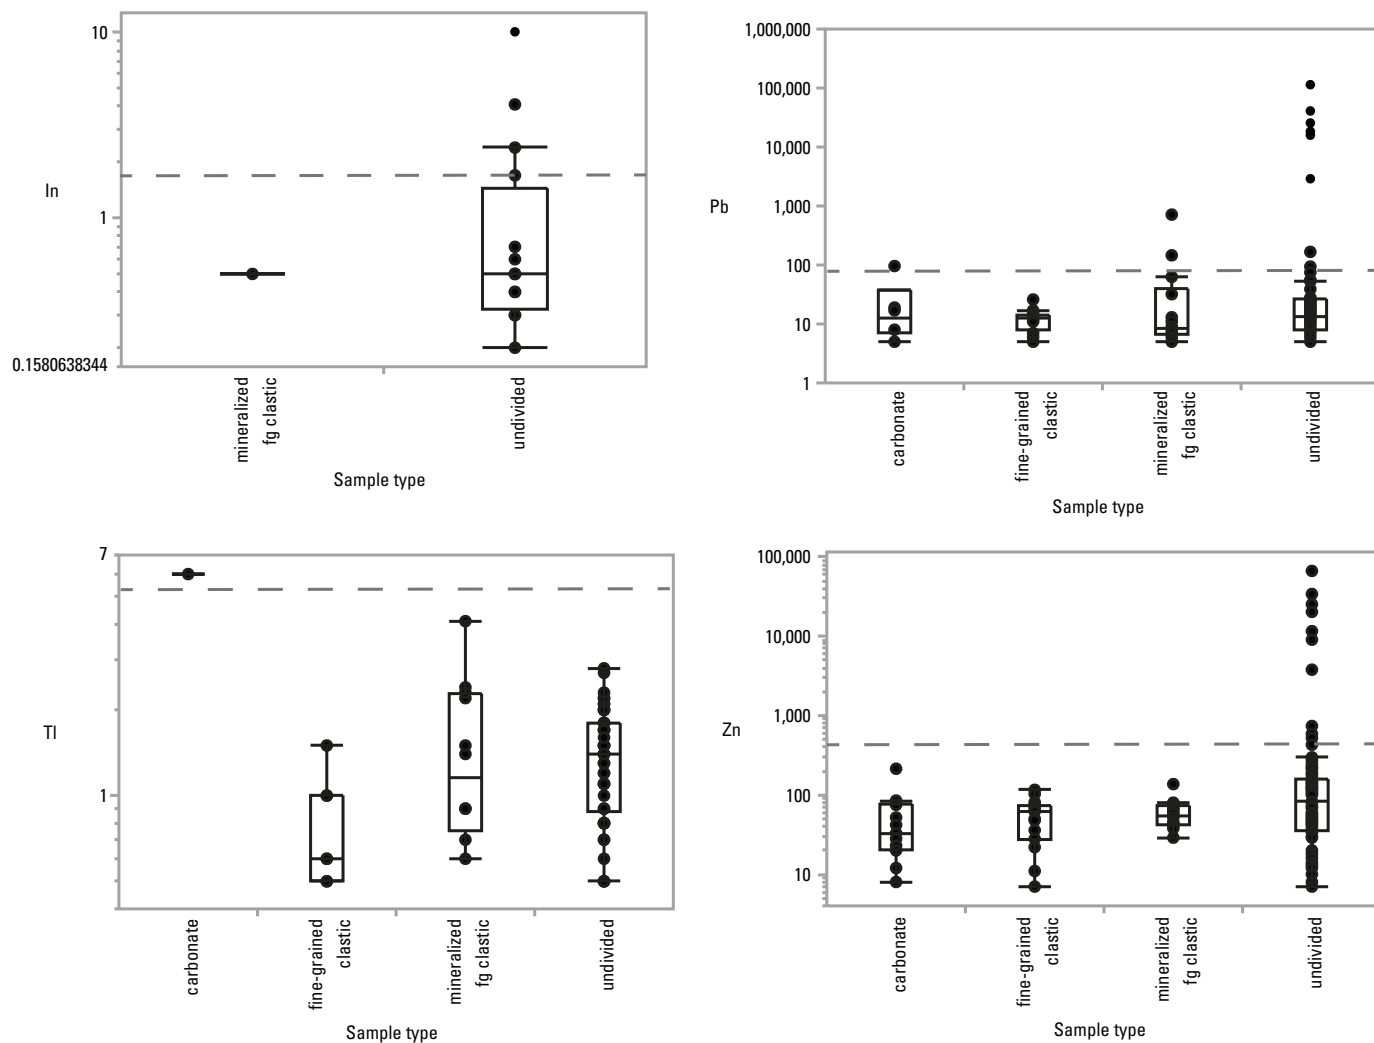 10
In
1
0.1580638344
mineralized
fg clastic
undivided
Sample type
1,000,000
100,000
10,000
1,000
Pb
100
10
1
carbonate
fine-grained
clastic
mineralized
fg clastic
undivided
Sample type
7
Tl
1
carbonate
fine-grained
clastic
mineralized
fg clastic
undivided
Sample type
100,000
10,000
1,000
Zn
100
10
carbonate
fine-grained
clastic
mineralized
fg clastic
undivided
Sample type